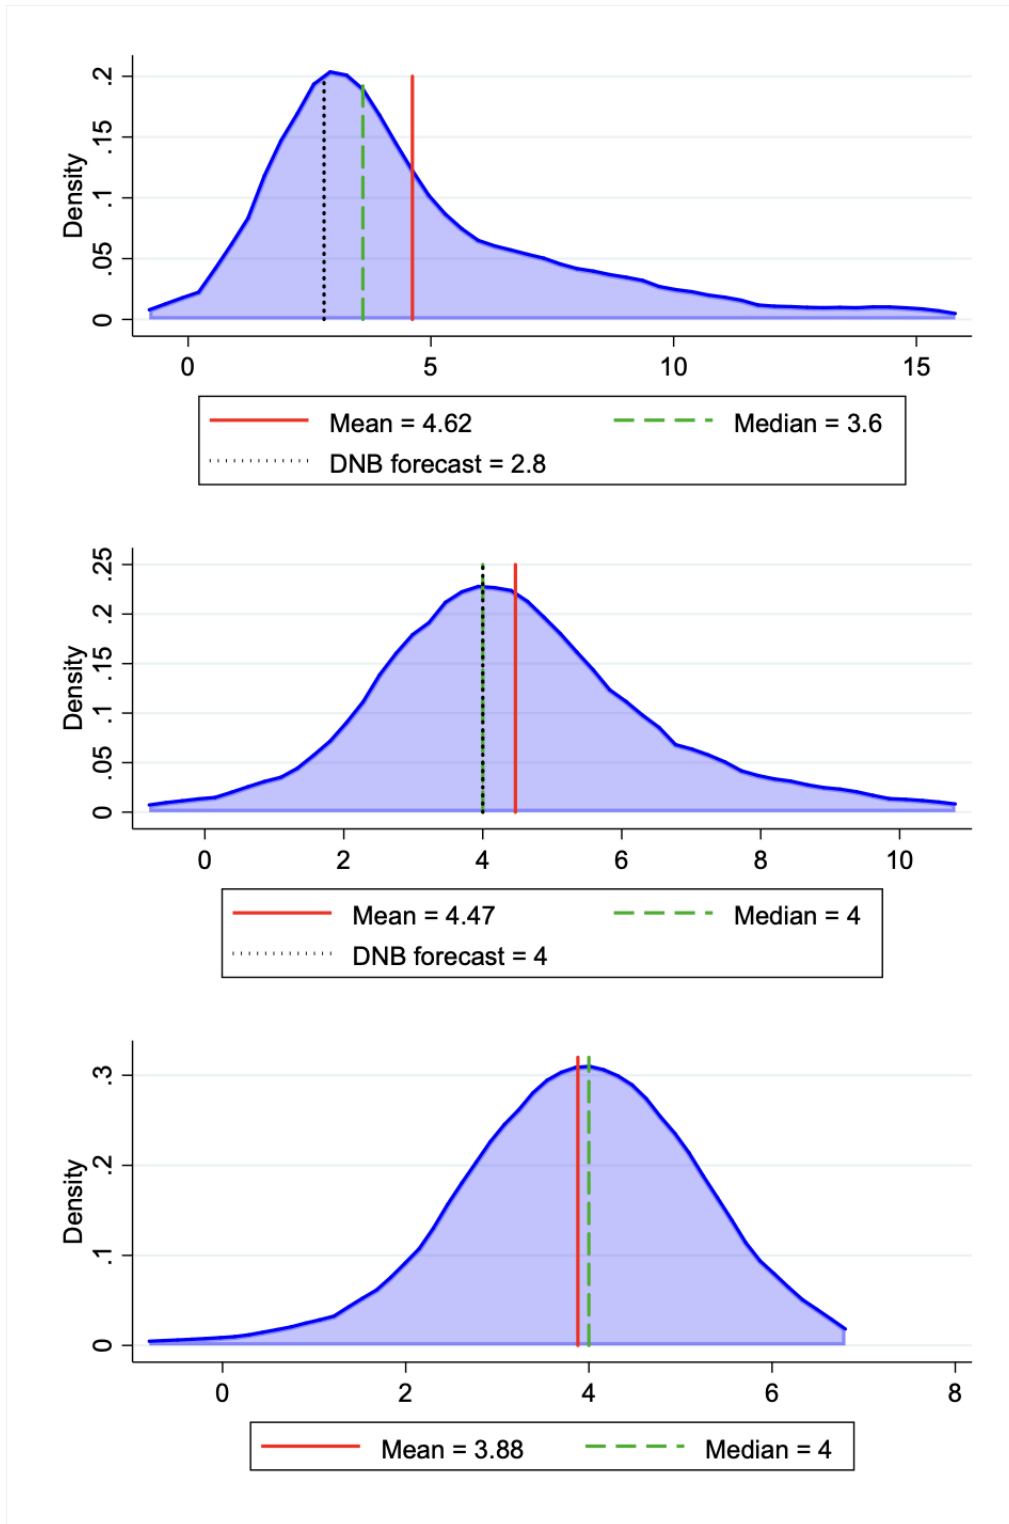 Density
.2
.15
.1
.05
0
0 5 10 15
Mean = 4.62 Median = 3.6
DNB forecast = 2.8
Density
.25
.2
.15
.1
.05
0
0 2 4 6 8 10
Mean = 4.47 Median = 4
DNB forecast = 4
Density
.3
.2
.1
0
0 2 4 6 8
Mean = 3.88 Median = 4